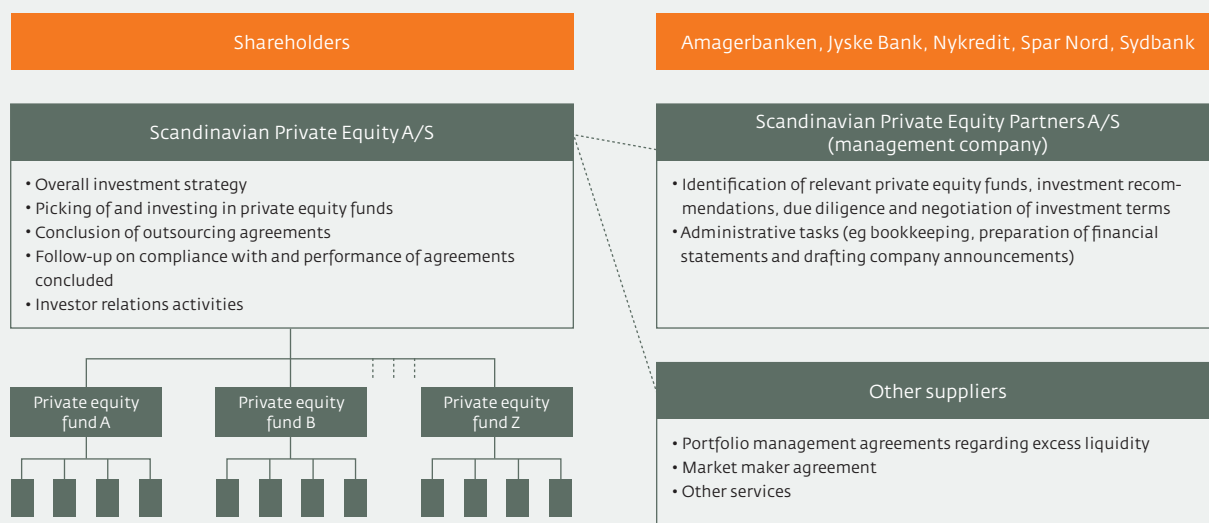 Shareholders
Scandinavian Private Equity A/S
• Overall investment strategy
• Picking of and investing in private equity funds
• Conclusion of outsourcing agreements
• Follow-up on compliance with and performance of agreements
concluded
• Investor relations activities
Private equity
fund A
Private equity
fund B
Private equity
fund Z
Amagerbanken, Jyske Bank, Nykredit, Spar Nord, Sydbank
Scandinavian Private Equity Partners A/S
(management company)
• Identification of relevant private equity funds, investment recom-
mendations, due diligence and negotiation of investment terms
• Administrative tasks (eg bookkeeping, preparation of financial
statements and drafting company announcements)
Other suppliers
• Portfolio management agreements regarding excess liquidity
• Market maker agreement
• Other services